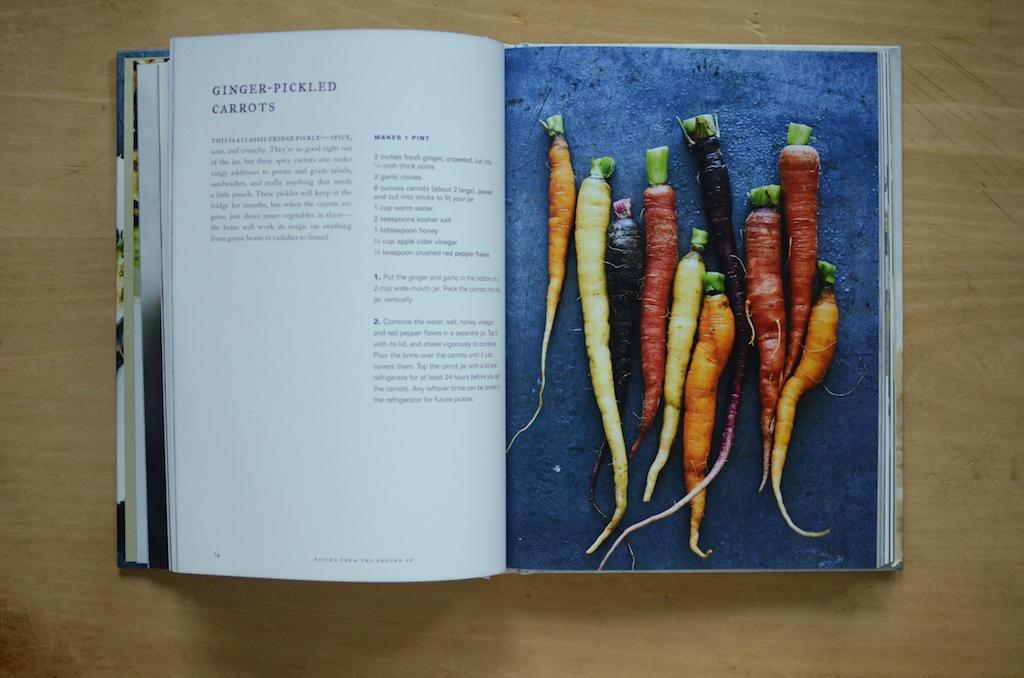 GINGER-PICKLED
CARROTS
THIS IS A CLASSIC FRIDGE PICKLE—SPICY,
sour, and crunchy. They're so good right out
of the jar, but these spicy carrots also make
zingy additions to potato and grain salads,
sandwiches, and really anything that needs
a little punch. These pickles will keep in the
fridge for months, but when the carrots are
gone, just shove more vegetables in there—
the brine will work its magic on anything
from green beans to radishes to fennel.
MAKES 1 PINT
2 inches fresh ginger, unpeeled, cut into
-inch-thick coins
2 garlic cloves
8 ounces carrots (about 2 large), peeled
and cut into sticks to fit your jar
1 cup warm water
2 teaspoons kosher salt
1 tablespoon honey
¾ cup apple cider vinegar
teaspoon crushed red pepper flakes
1. Put the ginger and garlic in the bottom of a
2-cup wide-mouth jar. Pack the carrots into the
jar vertically.
2. Combine the water, salt, honey, vinegar,
and red pepper flakes in a separate jar. Top it
with its lid, and shake vigorously to combine.
Pour the brine over the carrots until it just
covers them. Top the carrot jar with a lid and
refrigerate for at least 24 hours before you eat
the carrots. Any leftover brine can be stored in
the refrigerator for future pickles.
EATING FROM THE GROUND UP